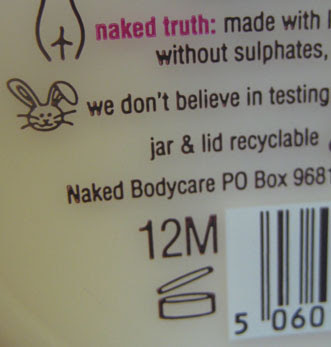 naked truth: made with
without sulphates,
we don't believe in testing
jar & lid recyclable
Naked Bodycare PO Box 9681
12M
5 060